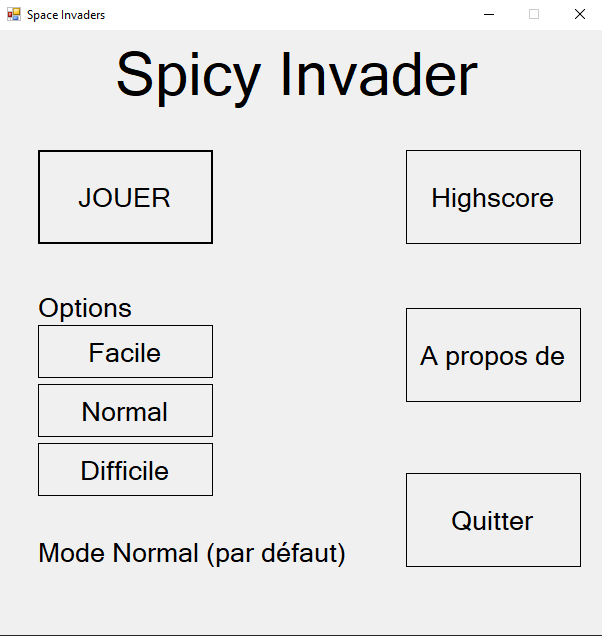 Space Invaders
Spicy Invader
JOUER
Highscore
Options
Facile
A propos de
Normal
Difficile
Quitter
Mode Normal (par défaut)